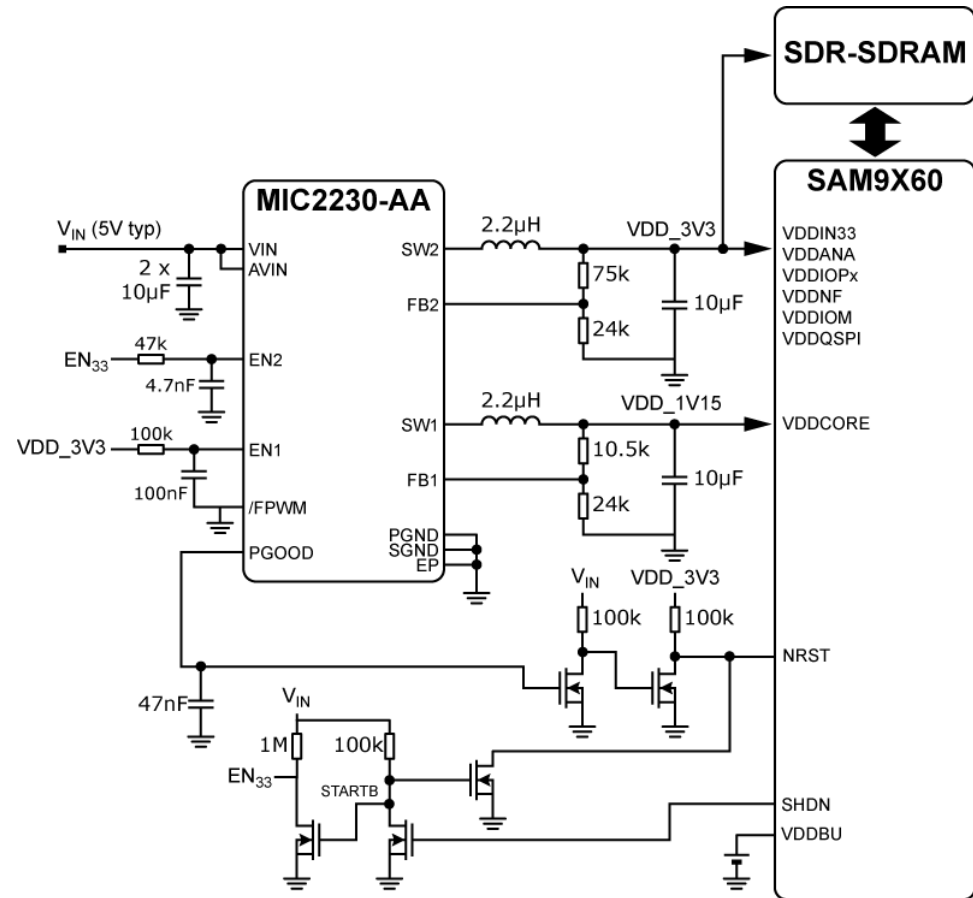 SDR-SDRAM
SAM9X60
MIC2230-AA
V_IN (5V typ)
VIN
AVIN
2 x
10µF
SW2
2.2µH
VDD_3V3
VDDIN33
VDDANA
VDDIOPx
VDDNF
VDDIOM
VDDQSPI
75k
FB2
10µF
24k
EN33
47k
EN2
4.7nF
2.2µH
VDD_1V15
SW1
VDDCORE
VDD_3V3
100k
EN1
10.5k
FB1
10µF
100nF
/FPWM
24k
PGOOD
PGND
SGND
EP
V_IN
VDD_3V3
100k
100k
NRST
47nF
V_IN
1M
100k
EN33
STARTB
SHDN
VDDBU